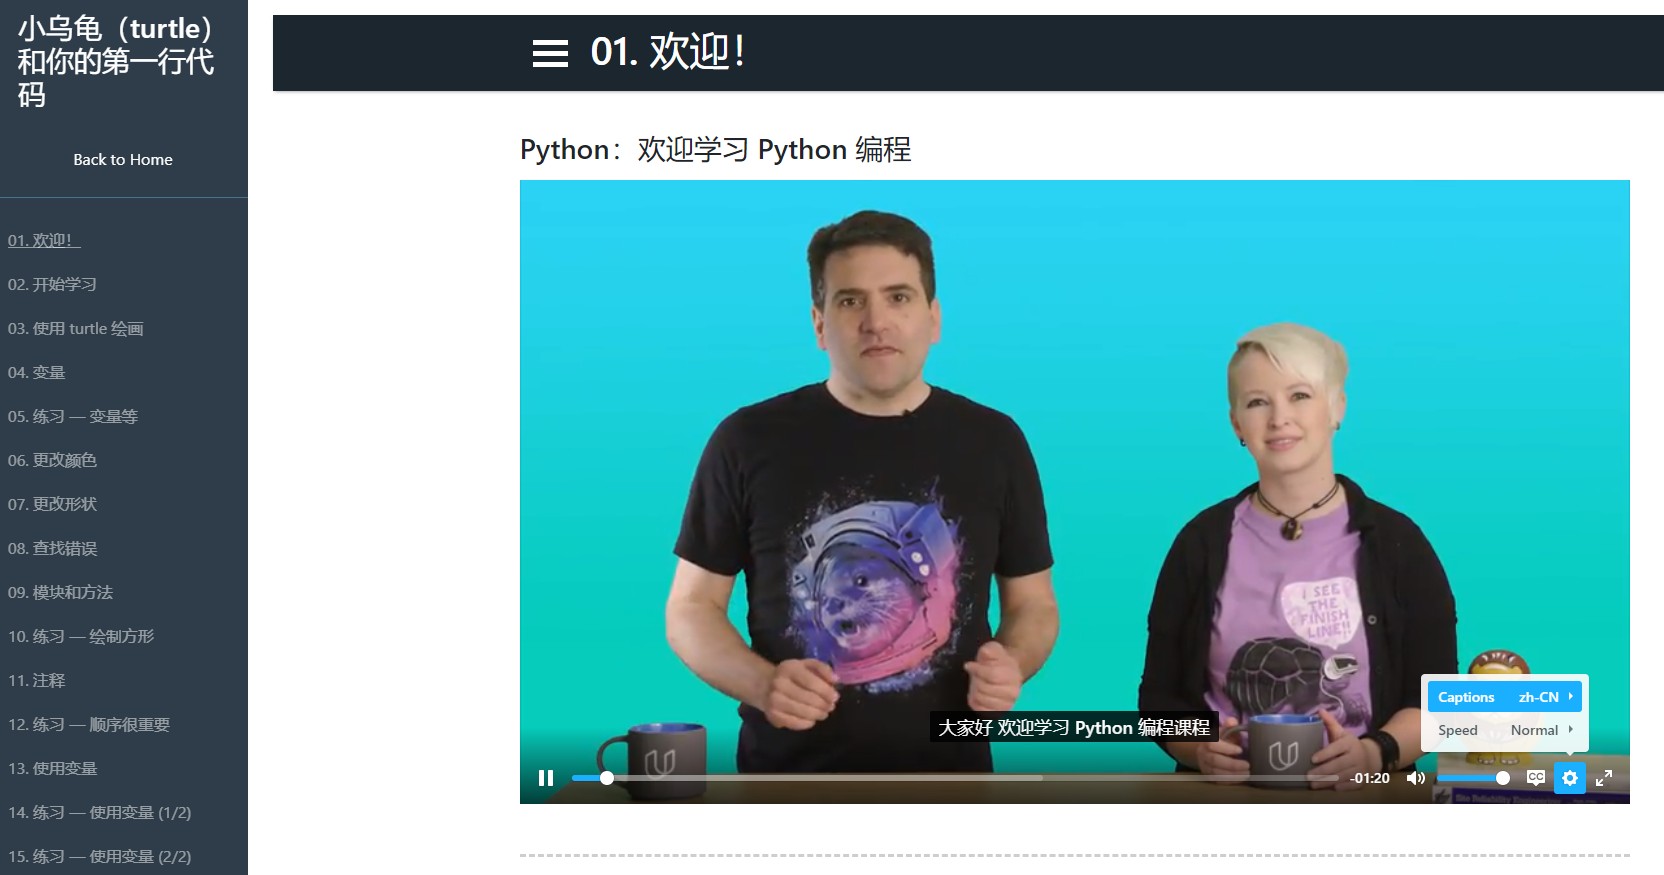 小乌龟（turtle）
和你的第一行代
码
Back to Home
01. 欢迎！
02. 开始学习
03. 使用 turtle 绘画
04. 变量
05. 练习 — 变量等
06. 更改颜色
07. 更改形状
08. 查找错误
09. 模块和方法
10. 练习 — 绘制方形
11. 注释
12. 练习 — 顺序很重要
13. 使用变量
14. 练习 — 使用变量 (1/2)
15. 练习 — 使用变量 (2/2)
01. 欢迎！
Python：欢迎学习 Python 编程
I SEE
THE
FINISH
LINE!!
Captions zh-CN
Speed Normal
大家好 欢迎学习 Python 编程课程
-01:20
CC